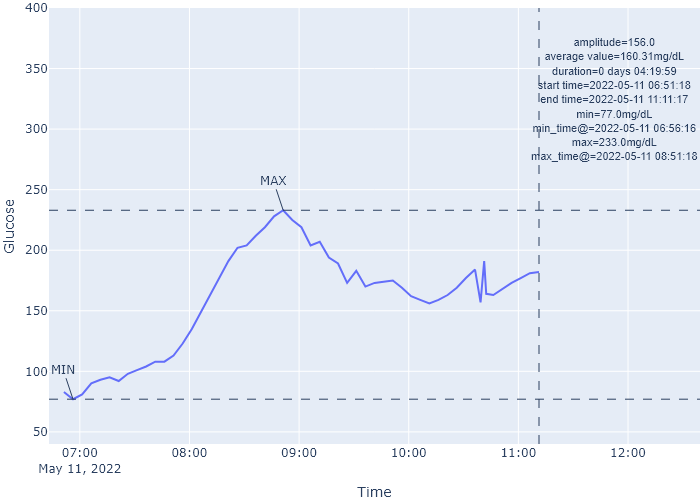 400
amplitude=156.0
average value=160.31mg/dL
350
duration=0 days 04:19:59
start time=2022-05-11 06:51:18
end time=2022-05-11 11:11:17
min=77.0mg/dL
300
min_time@=2022-05-11 06:56:16
max=233.0mg/dL
max_time@=2022-05-11 08:51:18
250
MAX
Glucose
200
150
100
MIN
50
07:00
08:00
09:00
10:00
11:00
12:00
May 11, 2022
Time